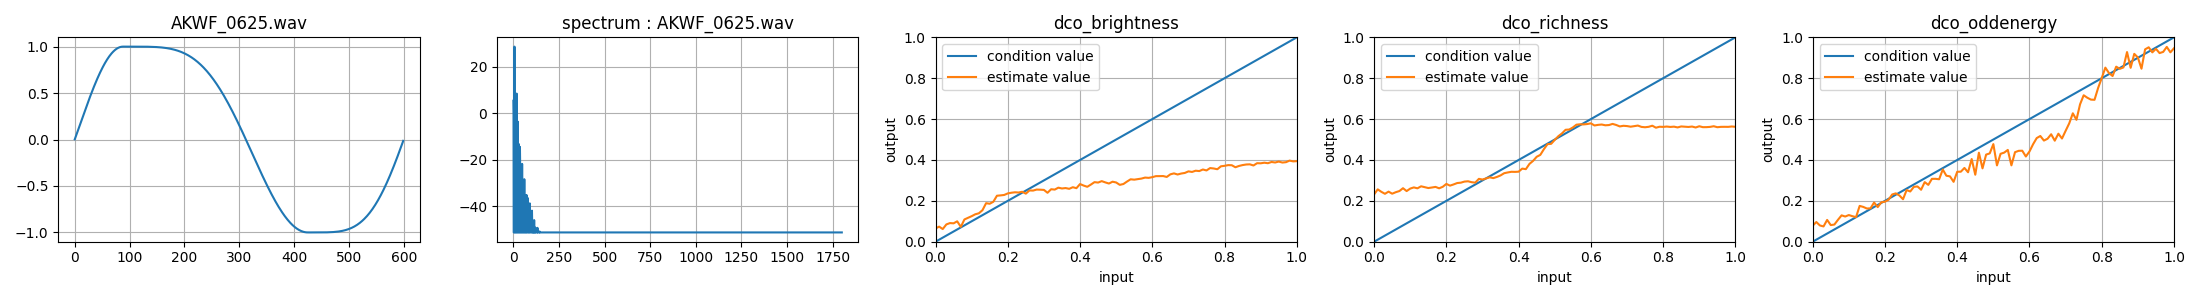 AKWF_0625.wav
1.0
0.5
0.0
−0.5
−1.0
0 100 200 300 400 500 600
spectrum : AKWF_0625.wav
20
0
−20
−40
0 250 500 750 1000 1250 1500 1750
dco_brightness
condition value
estimate value
output
1.0
0.8
0.6
0.4
0.2
0.0
0.0 0.2 0.4 0.6 0.8 1.0
input
dco_richness
condition value
estimate value
output
1.0
0.8
0.6
0.4
0.2
0.0
0.0 0.2 0.4 0.6 0.8 1.0
input
dco_oddenergy
condition value
estimate value
output
1.0
0.8
0.6
0.4
0.2
0.0
0.0 0.2 0.4 0.6 0.8 1.0
input